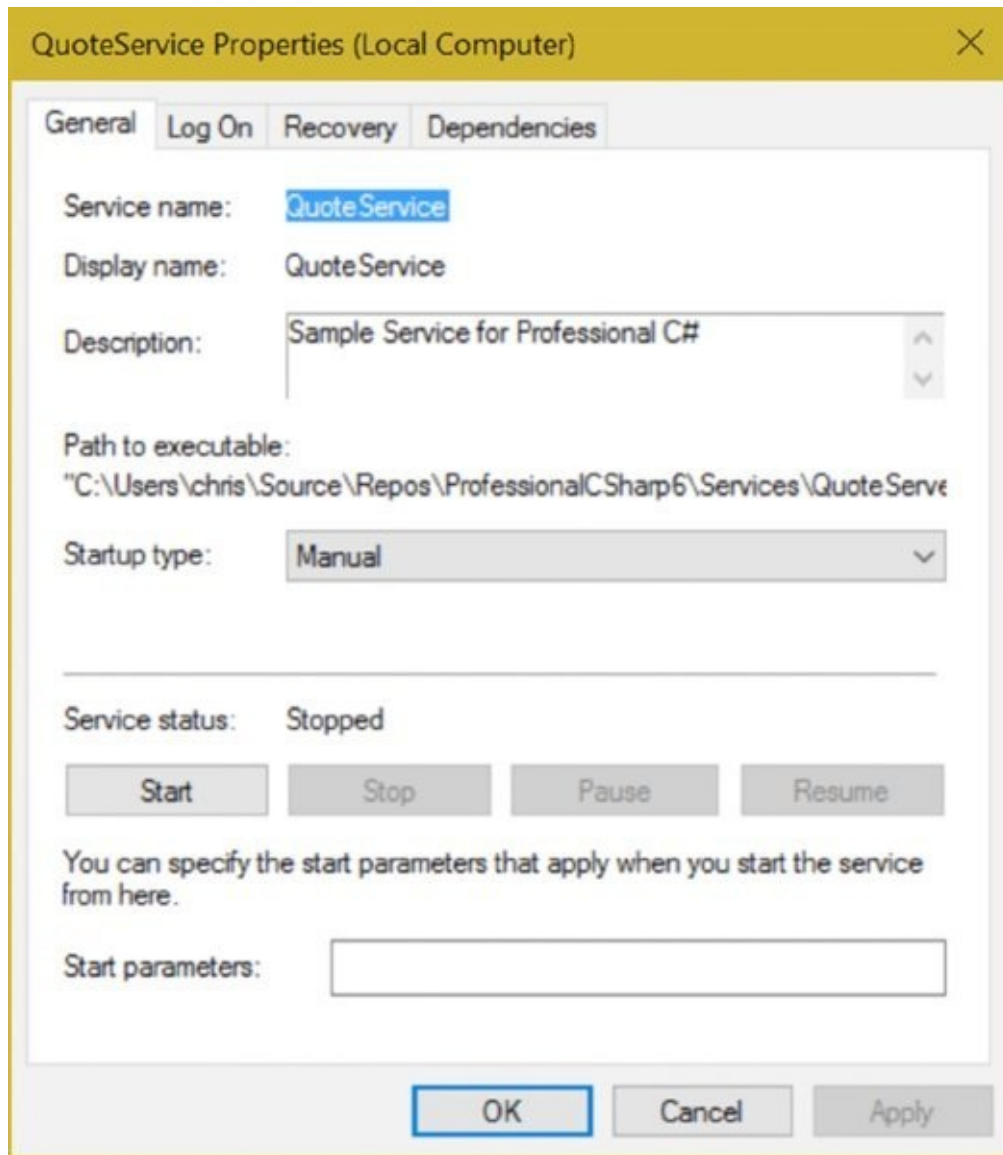 QuoteService Properties (Local Computer)
General Log On Recovery Dependencies
Service name: QuoteService
Display name: QuoteService
Description: Sample Service for Professional C#
Path to executable:
"C:\Users\chris\Source\Repos\ProfessionalCSharp6\Services\QuoteServe
Startup type: Manual
Service status: Stopped
Start Stop Pause Resume
You can specify the start parameters that apply when you start the service
from here.
Start parameters:
OK Cancel Apply